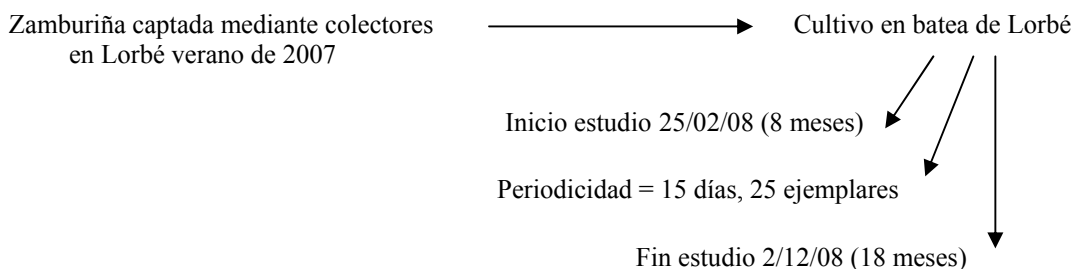 Zamburiña captada mediante colectores
en Lorbé verano de 2007
Cultivo en batea de Lorbé
Inicio estudio 25/02/08 (8 meses)
Periodicidad = 15 días, 25 ejemplares
Fin estudio 2/12/08 (18 meses)